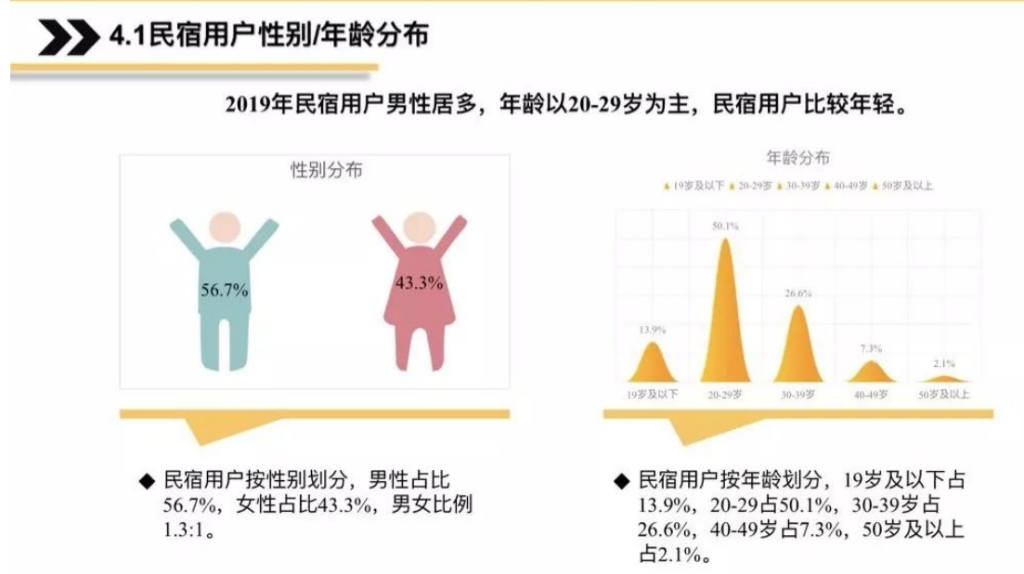 4.1民宿用户性别/年龄分布
2019年民宿用户男性居多，年龄以20-29岁为主，民宿用户比较年轻。
性别分布
56.7%
43.3%
年龄分布
19岁及以下 20-29岁 30-39岁 40-49岁 50岁及以上
50.1%
26.6%
13.9%
7.3%
2.1%
19岁及以下 20-29岁 30-39岁 40-49岁 50岁及以上
民宿用户按性别划分，男性占比
56.7%，女性占比43.3%，男女比例
1.3:1。
民宿用户按年龄划分，19岁及以下占
13.9%，20-29占50.1%，30-39岁占
26.6%，40-49岁占7.3%，50岁及以上
占2.1%。